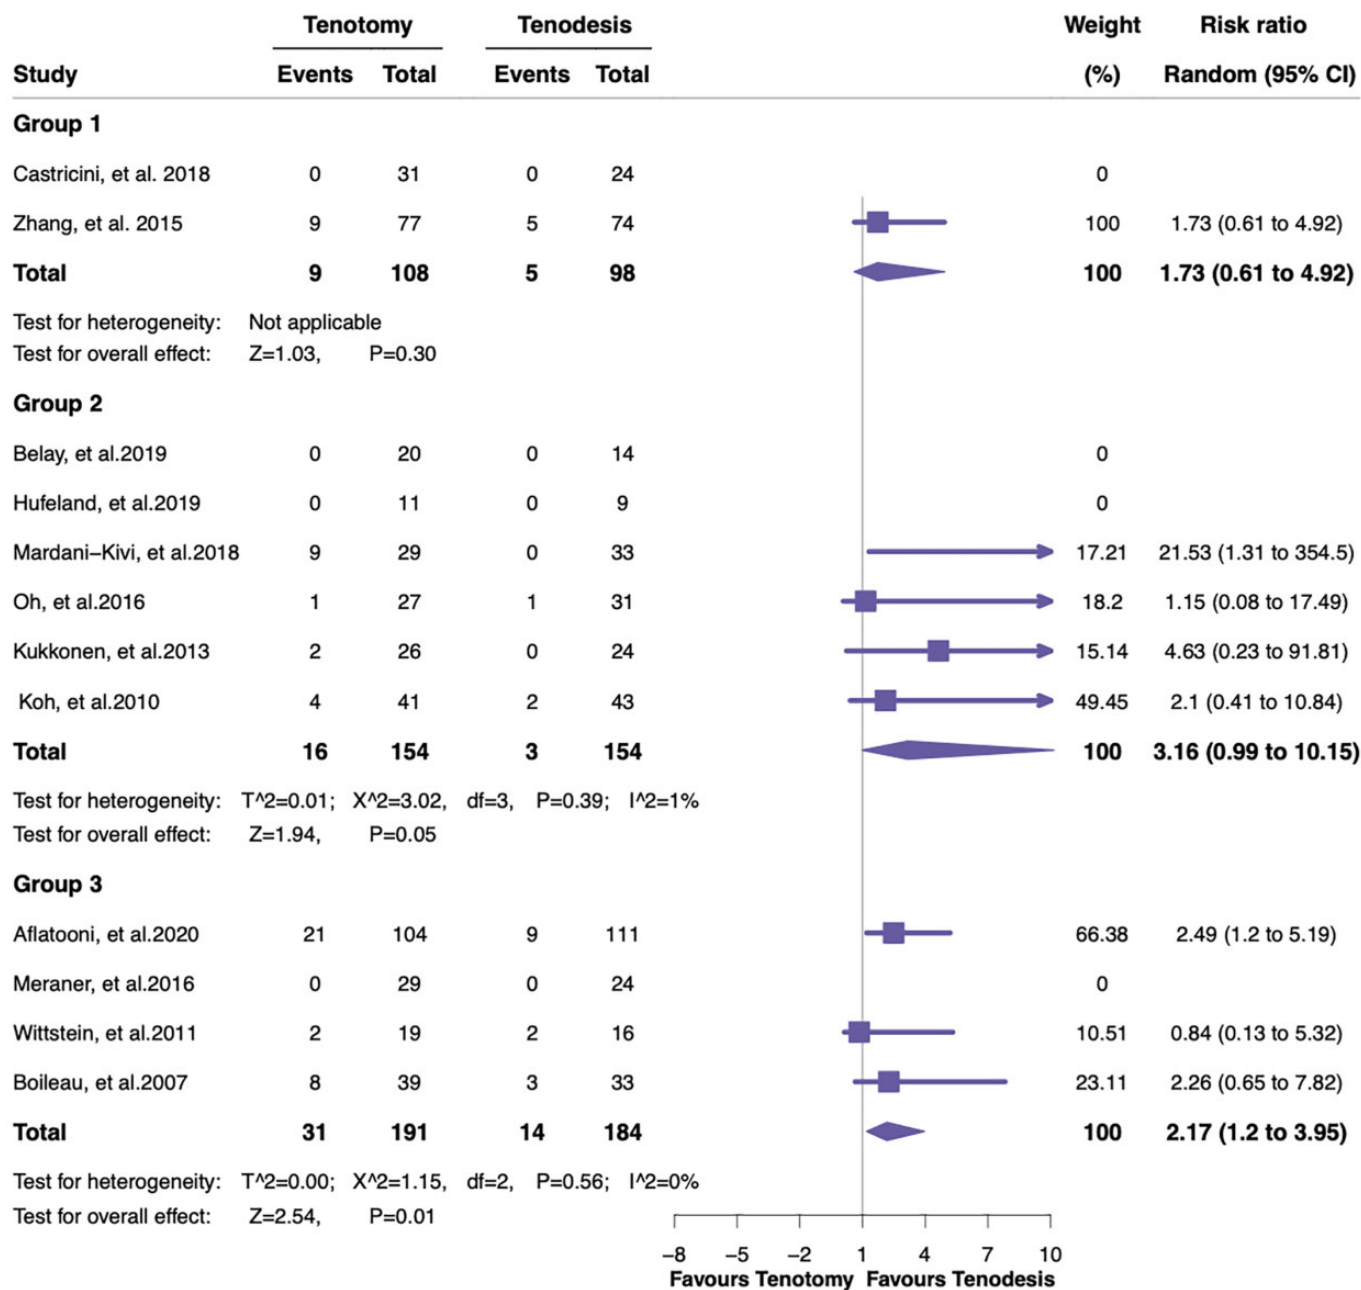 Tenotomy Tenodesis Weight Risk ratio
Study Events Total Events Total (%) Random (95% CI)
Group 1
Castricini, et al. 2018 0 31 0 24 0
Zhang, et al. 2015 9 77 5 74 100 1.73 (0.61 to 4.92)
Total 9 108 5 98 100 1.73 (0.61 to 4.92)
Test for heterogeneity: Not applicable
Test for overall effect: Z=1.03, P=0.30
Group 2
Belay, et al.2019 0 20 0 14 0
Hufeland, et al.2019 0 11 0 9 0
Mardani–Kivi, et al.2018 9 29 0 33 17.21 21.53 (1.31 to 354.5)
Oh, et al.2016 1 27 1 31 18.2 1.15 (0.08 to 17.49)
Kukkonen, et al.2013 2 26 0 24 15.14 4.63 (0.23 to 91.81)
Koh, et al.2010 4 41 2 43 49.45 2.1 (0.41 to 10.84)
Total 16 154 3 154 100 3.16 (0.99 to 10.15)
Test for heterogeneity: T^2=0.01; X^2=3.02, df=3, P=0.39; I^2=1%
Test for overall effect: Z=1.94, P=0.05
Group 3
Aflatooni, et al.2020 21 104 9 111 66.38 2.49 (1.2 to 5.19)
Meraner, et al.2016 0 29 0 24 0
Wittstein, et al.2011 2 19 2 16 10.51 0.84 (0.13 to 5.32)
Boileau, et al.2007 8 39 3 33 23.11 2.26 (0.65 to 7.82)
Total 31 191 14 184 100 2.17 (1.2 to 3.95)
Test for heterogeneity: T^2=0.00; X^2=1.15, df=2, P=0.56; I^2=0%
Test for overall effect: Z=2.54, P=0.01
−8 −5 −2 1 4 7 10
Favours Tenotomy Favours Tenodesis